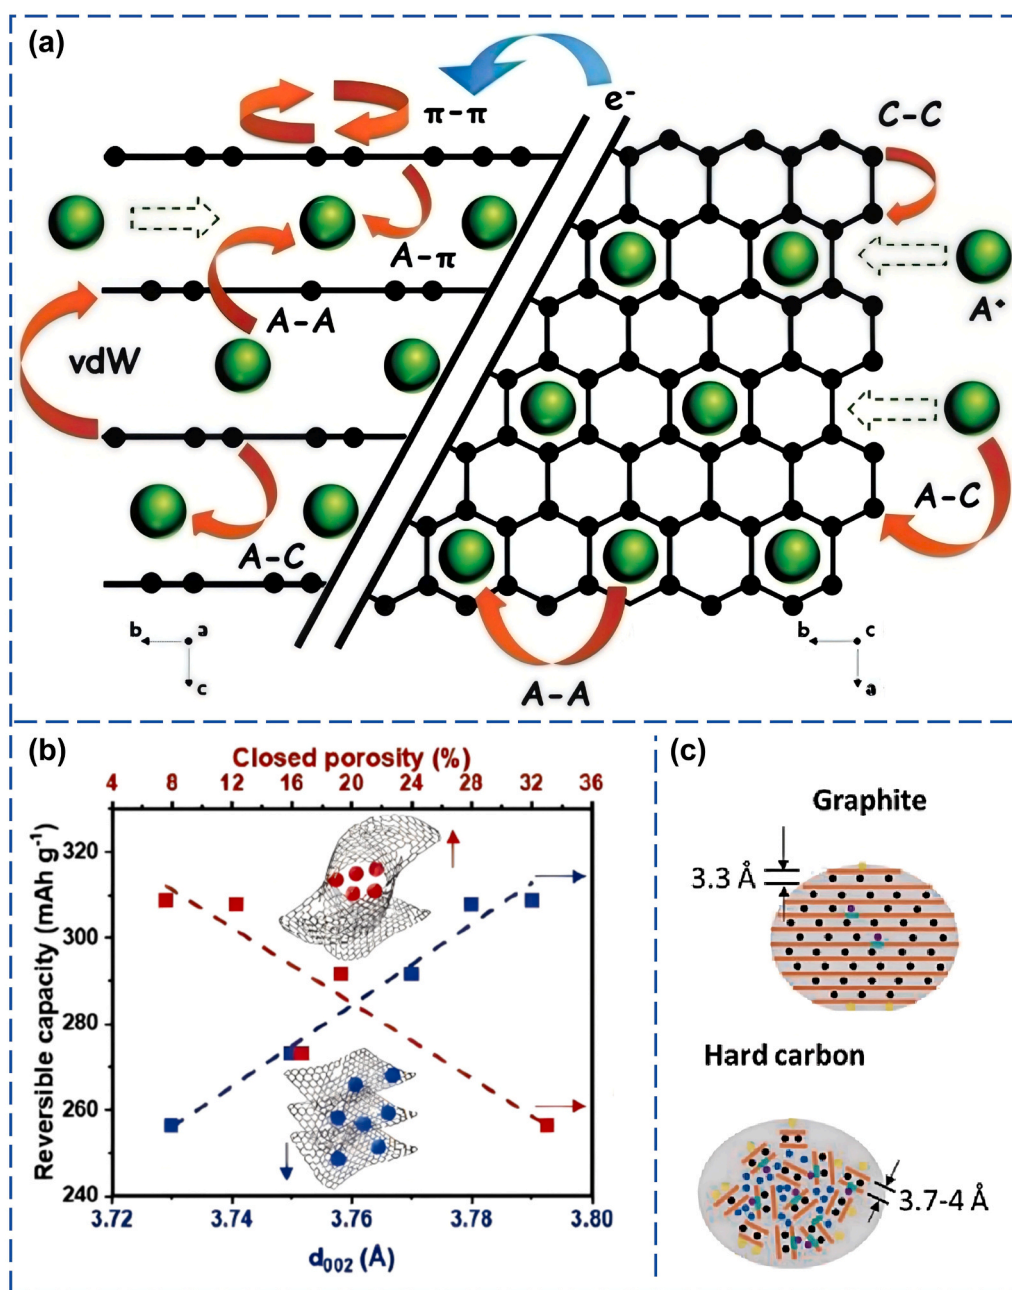 (a)
e⁻
π-π
C-C
A-π
A⁺
A-A
vdW
A-C
A-C
b a
c
b c
a
A-A
(b)
Closed porosity (%)
4 8 12 16 20 24 28 32 36
Reversible capacity (mAh g⁻¹)
320
300
280
260
240
3.72 3.74 3.76 3.78 3.80
d₀₀₂ (A)
(c)
Graphite
3.3 Å
Hard carbon
3.7-4 Å